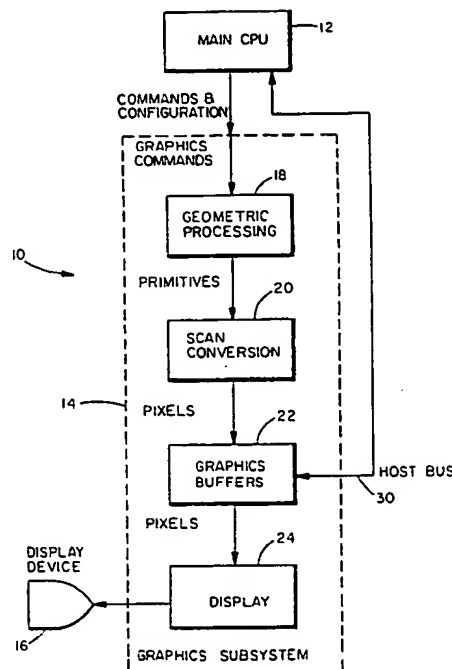 MAIN CPU
12
COMMANDS &
CONFIGURATION
GRAPHICS
COMMANDS
18
GEOMETRIC
PROCESSING
10
PRIMITIVES
20
SCAN
CONVERSION
14
PIXELS
22
GRAPHICS
BUFFERS
HOST BUS
30
PIXELS
24
DISPLAY
DEVICE
DISPLAY
16
GRAPHICS SUBSYSTEM